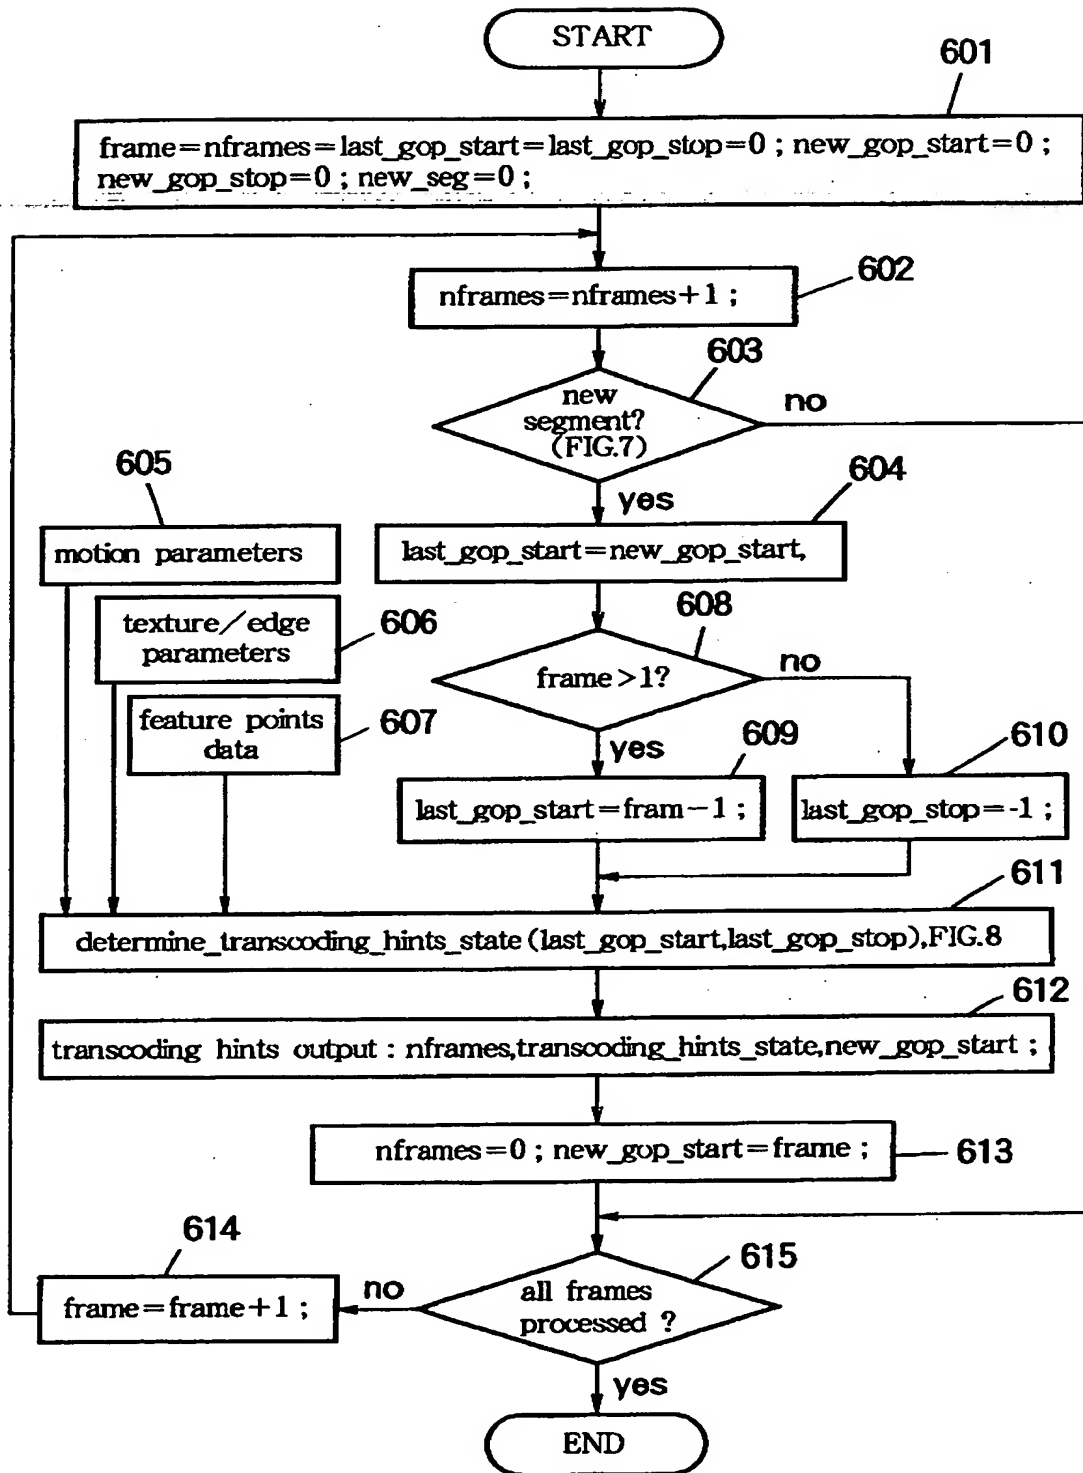 START
601
frame=nframes=last_gop_start=last_gop_stop=0 ; new_gop_start=0 ;
new_gop_stop=0 ; new_seg=0 ;
602
nframes=nframes+1 ;
603
new
segment?
(FIG.7)
no
yes
604
last_gop_start=new_gop_start,
605
motion parameters
606
texture/edge
parameters
607
feature points
data
608
frame>1?
no
yes
609
last_gop_start=fram-1 ;
610
last_gop_stop=-1 ;
611
determine_transcoding_hints_state(last_gop_start,last_gop_stop),FIG.8
612
transcoding hints output : nframes,transcoding_hints_state,new_gop_start ;
nframes=0 ; new_gop_start=frame ;
613
614
frame=frame+1 ;
no
615
all frames
processed ?
yes
END